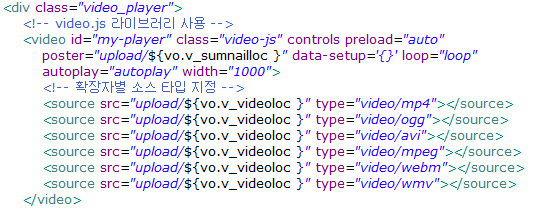 <div class="video_player">
<!-- video.js 라이브러리 사용 -->
<video id="my-player" class="video-js" controls preload="auto"
poster="upload/${vo.v_sumnailloc }" data-setup='{}' loop="loop"
autoplay="autoplay" width="1000">
<!-- 확장자별 소스 타입 지정 -->
<source src="upload/${vo.v_videoloc }" type="video/mp4"></source>
<source src="upload/${vo.v_videoloc }" type="video/ogg"></source>
<source src="upload/${vo.v_videoloc }" type="video/avi"></source>
<source src="upload/${vo.v_videoloc }" type="video/mpeg"></source>
<source src="upload/${vo.v_videoloc }" type="video/webm"></source>
<source src="upload/${vo.v_videoloc }" type="video/wmv"></source>
</video>